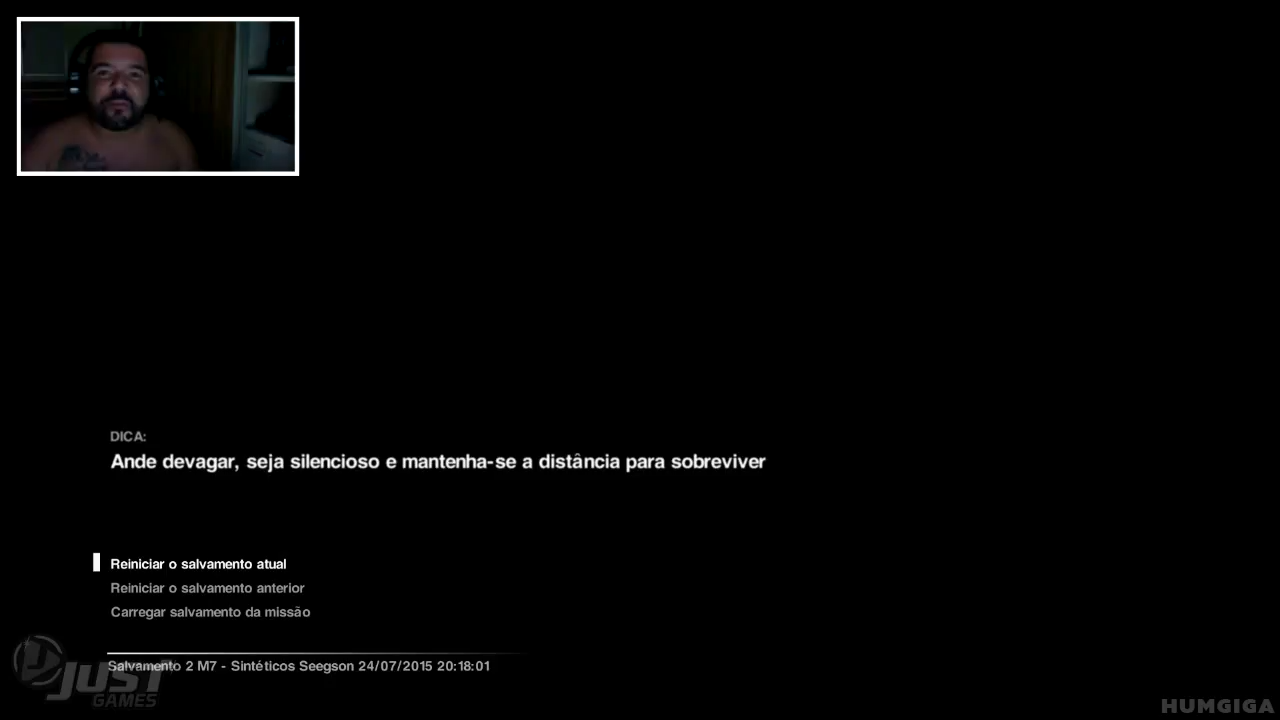 DICA:
Ande devagar, seja silencioso e mantenha-se a distância para sobreviver
Reiniciar o salvamento atual
Reiniciar o salvamento anterior
Carregar salvamento da missão
Salvamento 2 M7 - Sintéticos Seegson 24/07/2015 20:18:01
JUST
GAMES
HUMGIGA